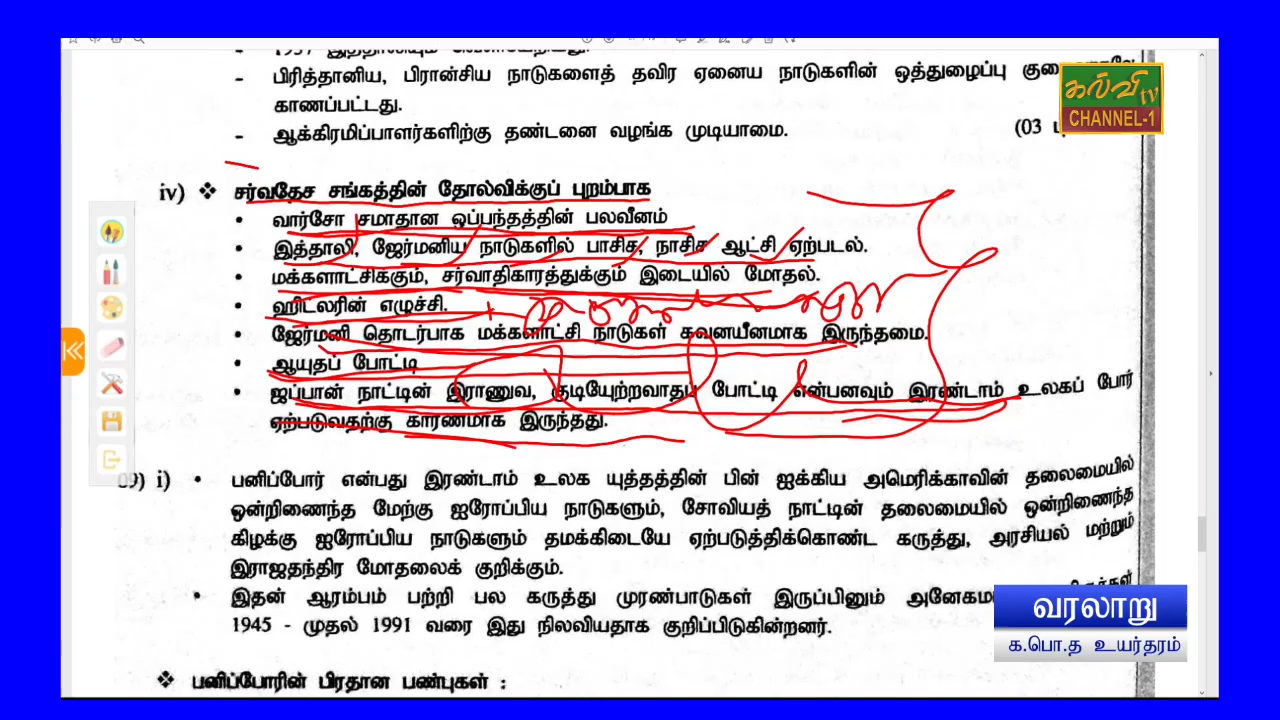 பிரித்தானிய, பிரான்சிய நாடுகளைத் தவிர ஏனைய நாடுகளின் ஒத்துழைப்பு
காணப்பட்டது.
- ஆக்கிரமிப்பாளர்களிற்கு தண்டனை வழங்க முடியாமை. (03
கல்வி tv
CHANNEL-1
iv) ❖ சர்வதேச சங்கத்தின் தோல்விக்குப் புறம்பாக
• வார்சோ சமாதான ஒப்பந்தத்தின் பலவீனம்
• இத்தாலி, ஜேர்மனிய நாடுகளில் பாசிச, நாசிச ஆட்சி ஏற்படல்.
• மக்களாட்சிக்கும், சர்வாதிகாரத்துக்கும் இடையில் மோதல்.
• ஹிட்லரின் எழுச்சி.
• ஜேர்மனி தொடர்பாக மக்களாட்சி நாடுகள் கவனயீனமாக இருந்தமை.
• ஆயுதப் போட்டி
• ஜப்பான் நாட்டின் இராணுவ, குடியேற்றவாதப் போட்டி என்பனவும் இரண்டாம் உலகப் போர்
ஏற்படுவதற்கு காரணமாக இருந்தது.
09) i) • பனிப்போர் என்பது இரண்டாம் உலக யுத்தத்தின் பின் ஐக்கிய அமெரிக்காவின் தலைமையில்
ஒன்றிணைந்த மேற்கு ஐரோப்பிய நாடுகளும், சோவியத் நாட்டின் தலைமையில் ஒன்றிணைந்த
கிழக்கு ஐரோப்பிய நாடுகளும் தமக்கிடையே ஏற்படுத்திக்கொண்ட கருத்து, அரசியல் மற்றும்
இராஜதந்திர மோதலைக் குறிக்கும்.
• இதன் ஆரம்பம் பற்றி பல கருத்து முரண்பாடுகள் இருப்பினும்
1945 - முதல் 1991 வரை இது நிலவியதாக குறிப்பிடுகின்றனர்.
❖ பனிப்போரின் பிரதான பண்புகள் :
வரலாறு
க.பொ.த உயர்தரம்